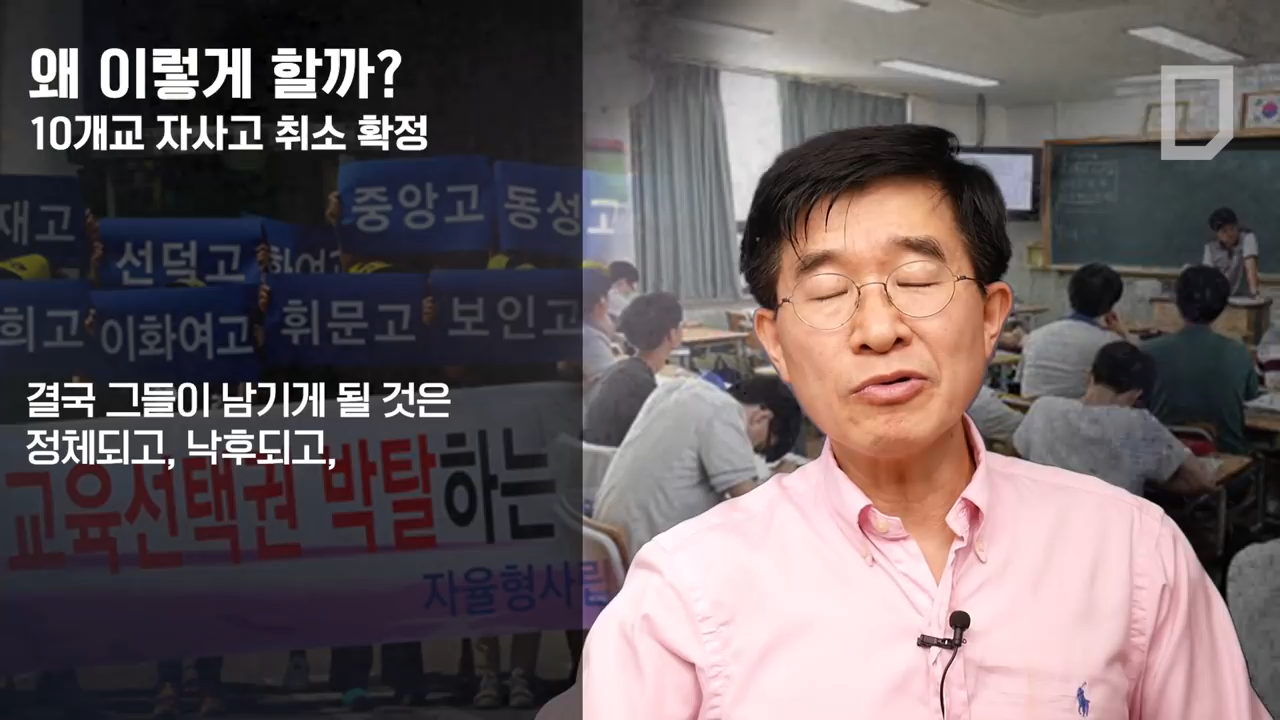 왜 이렇게 할까?
10개교 자사고 취소 확정
중앙고
동성고
재고
선덕고
화여고
희고
이화여고
휘문고
보인고
결국 그들이 남기게 될 것은
정체되고, 낙후되고,
교육선택권 박탈하는
자율형사립